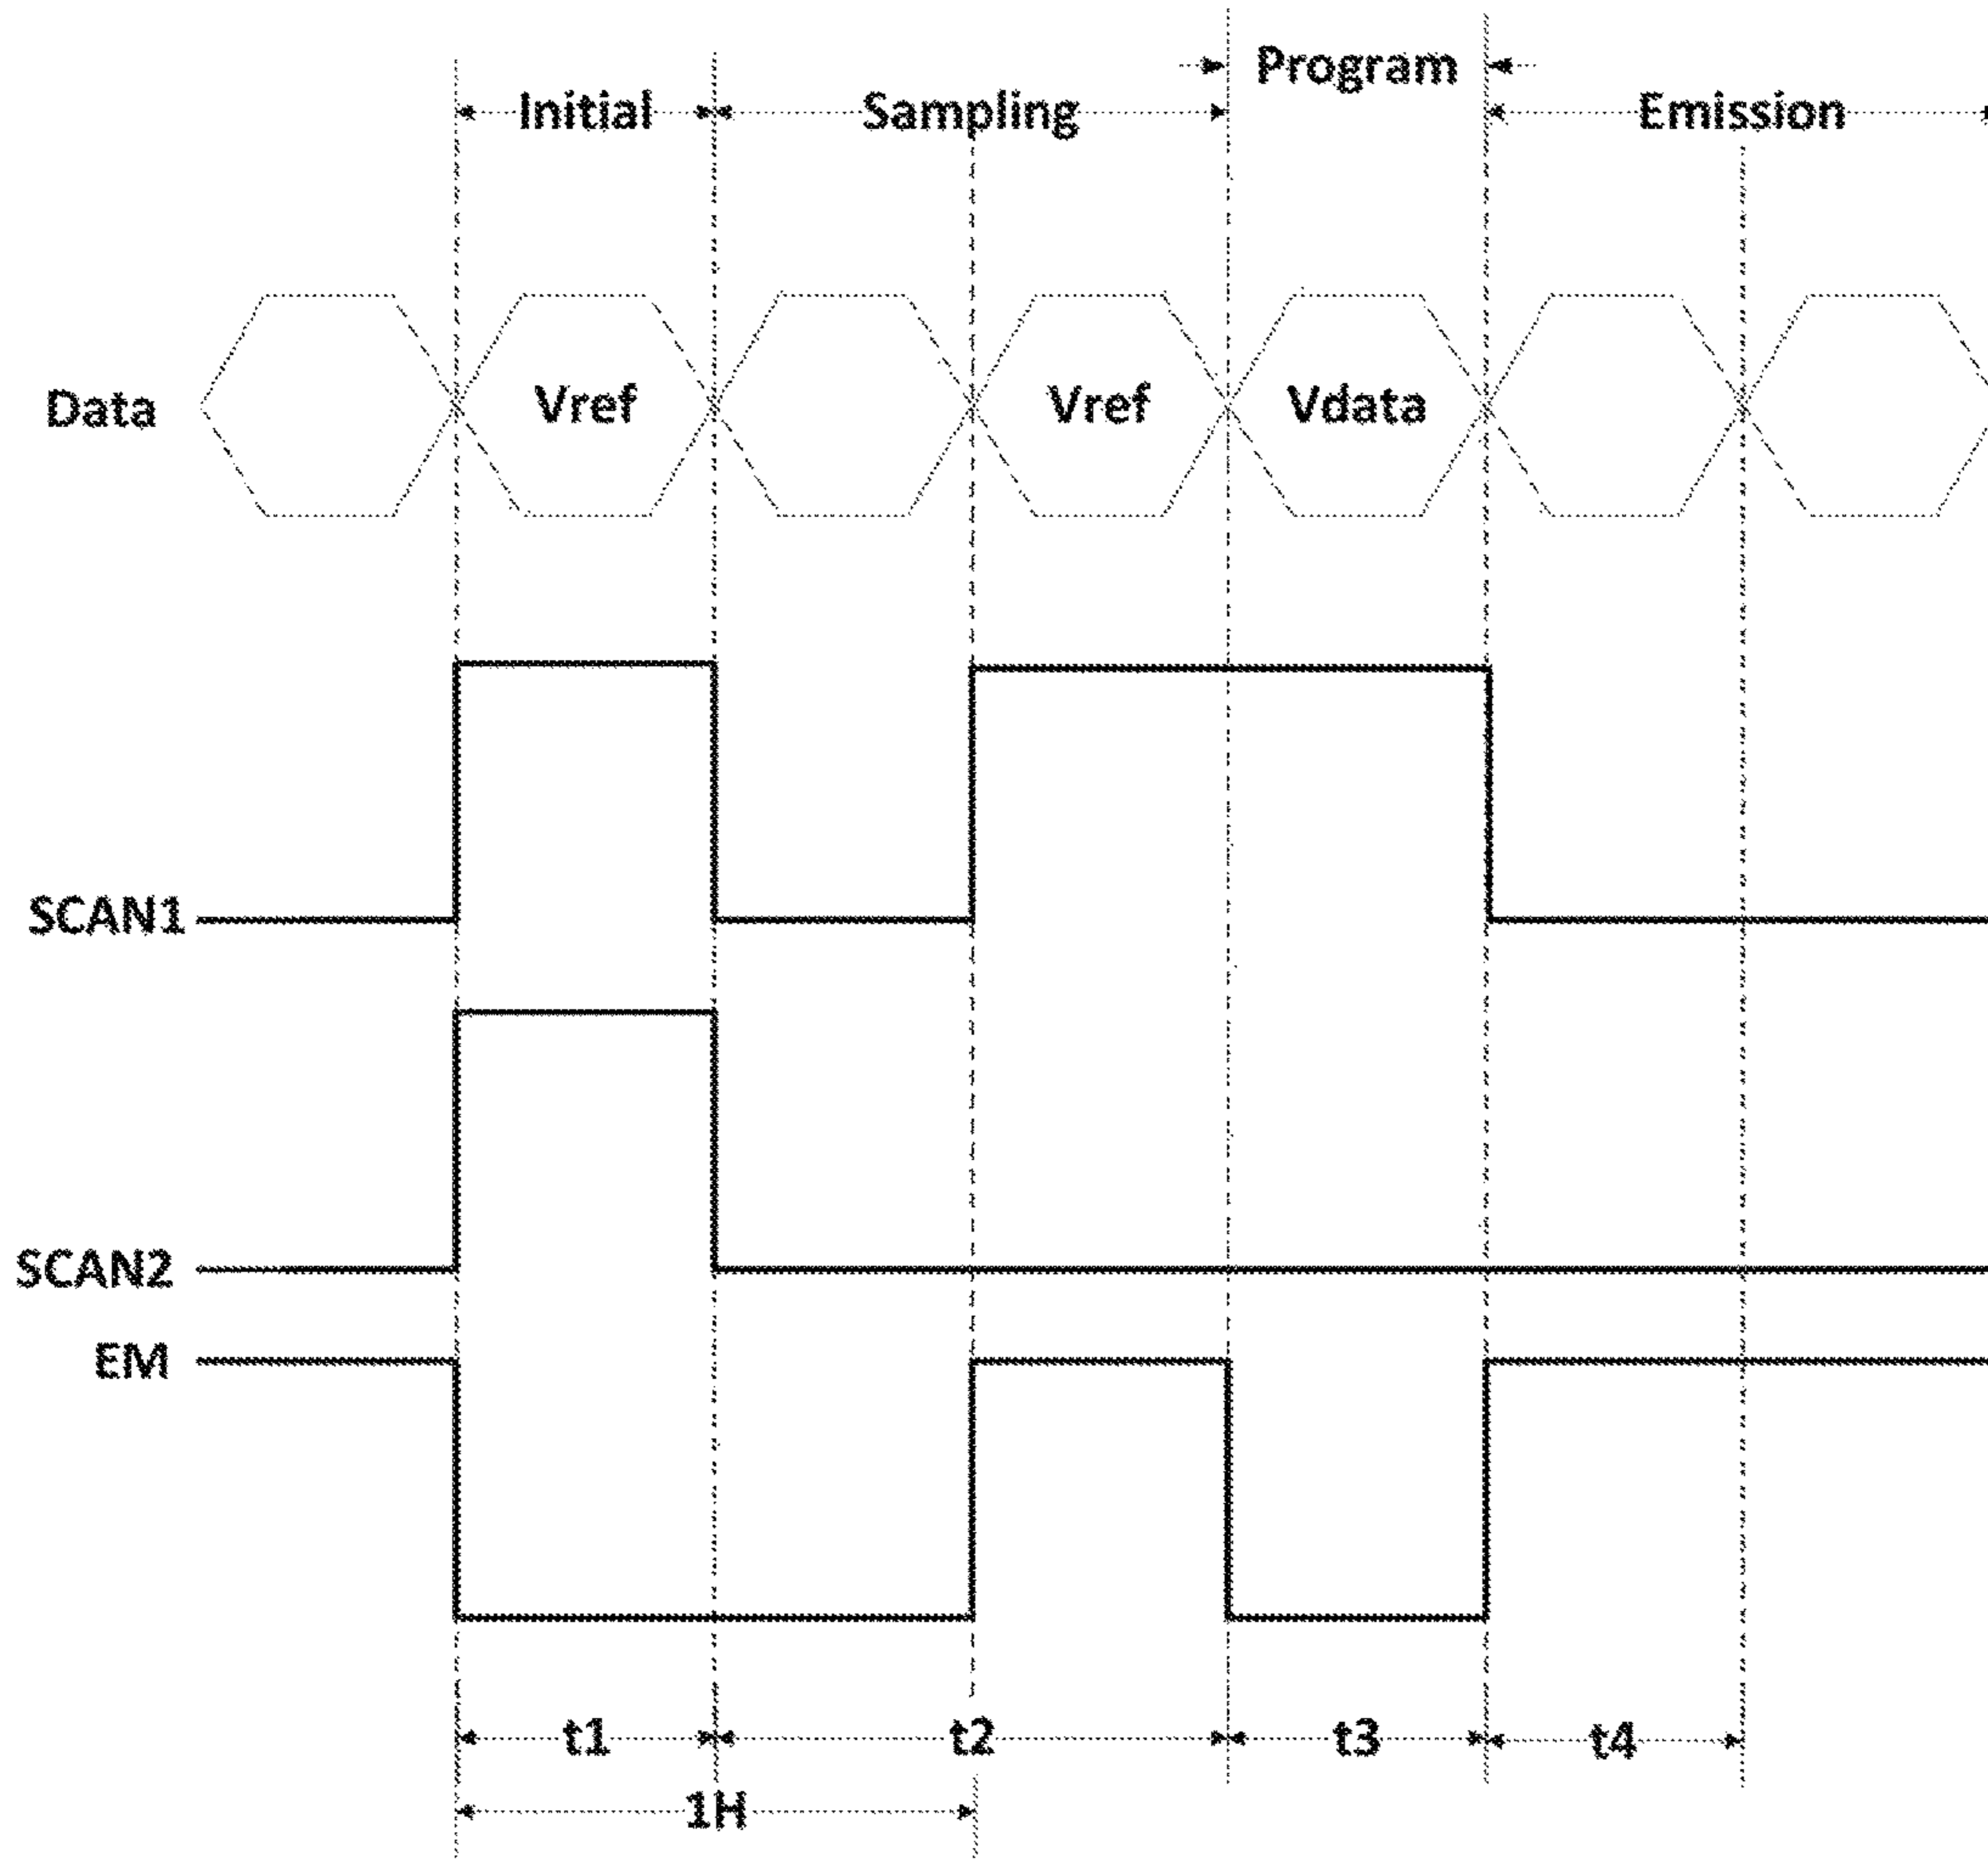 Program
Initial Sampling Emission
Data Vref Vref Vdata
SCAN1
SCAN2
EM
t1 t2 t3 t4
1H